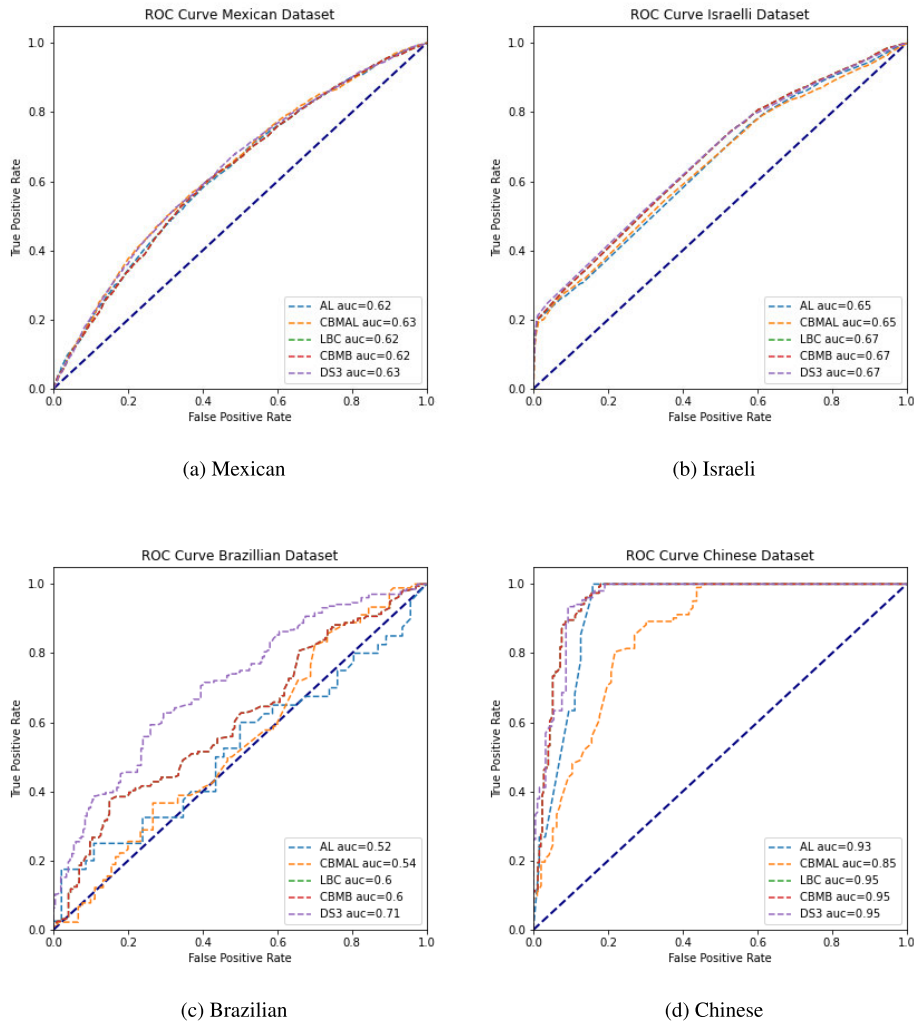 ROC Curve Mexican Dataset
True Positive Rate
1.0
0.8
0.6
0.4
0.2
0.0
AL auc=0.62
CBMAL auc=0.63
LBC auc=0.62
CBMB auc=0.62
DS3 auc=0.63
0.0 0.2 0.4 0.6 0.8 1.0
False Positive Rate
(a) Mexican
ROC Curve Israelli Dataset
True Positive Rate
1.0
0.8
0.6
0.4
0.2
0.0
AL auc=0.65
CBMAL auc=0.65
LBC auc=0.67
CBMB auc=0.67
DS3 auc=0.67
0.0 0.2 0.4 0.6 0.8 1.0
False Positive Rate
(b) Israeli
ROC Curve Brazillian Dataset
True Positive Rate
1.0
0.8
0.6
0.4
0.2
0.0
AL auc=0.52
CBMAL auc=0.54
LBC auc=0.6
CBMB auc=0.6
DS3 auc=0.71
0.0 0.2 0.4 0.6 0.8 1.0
False Positive Rate
(c) Brazilian
ROC Curve Chinese Dataset
True Positive Rate
1.0
0.8
0.6
0.4
0.2
0.0
AL auc=0.93
CBMAL auc=0.85
LBC auc=0.95
CBMB auc=0.95
DS3 auc=0.95
0.0 0.2 0.4 0.6 0.8 1.0
False Positive Rate
(d) Chinese